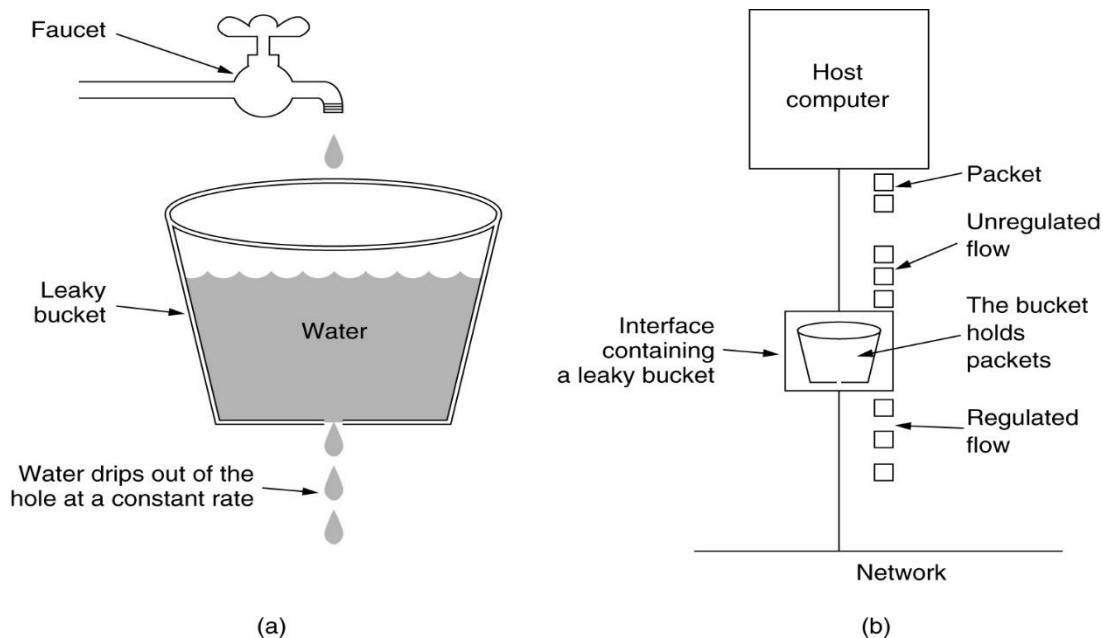 Faucet
Leaky
bucket
Water
Water drips out of the
hole at a constant rate
(a)
Host
computer
Packet
Unregulated
flow
The bucket
holds
packets
Interface
containing
a leaky bucket
Regulated
flow
Network
(b)